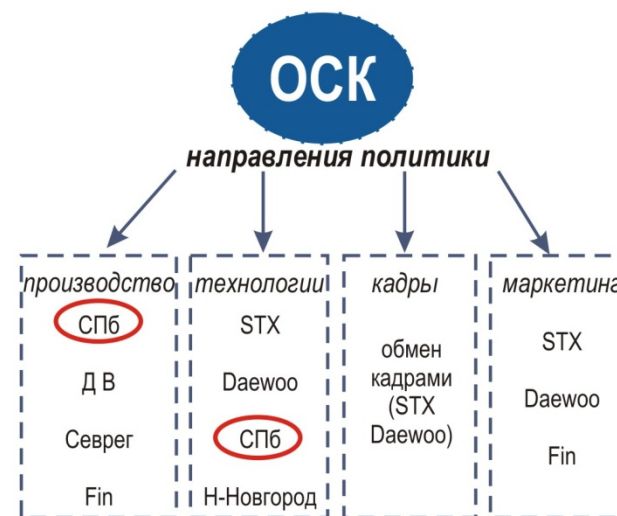 ОСК
направления политики
производство
СПб
Д В
Севрег
Fin
технологии
STX
Daewoo
СПб
Н-Новгород
кадры
обмен
кадрами
(STX
Daewoo)
маркетинг
STX
Daewoo
Fin